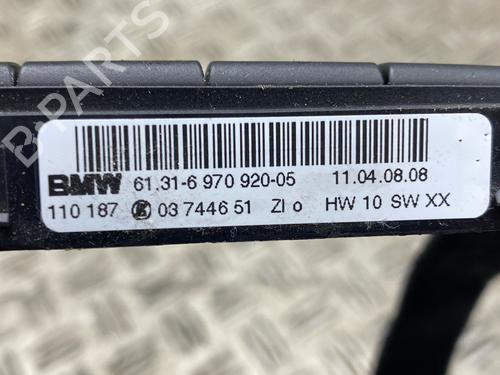 B-PARTS
BMW 61.31-6 970 920-05 11.04.08.08
110 187 03 7446 51 ZI o HW 10 SW XX